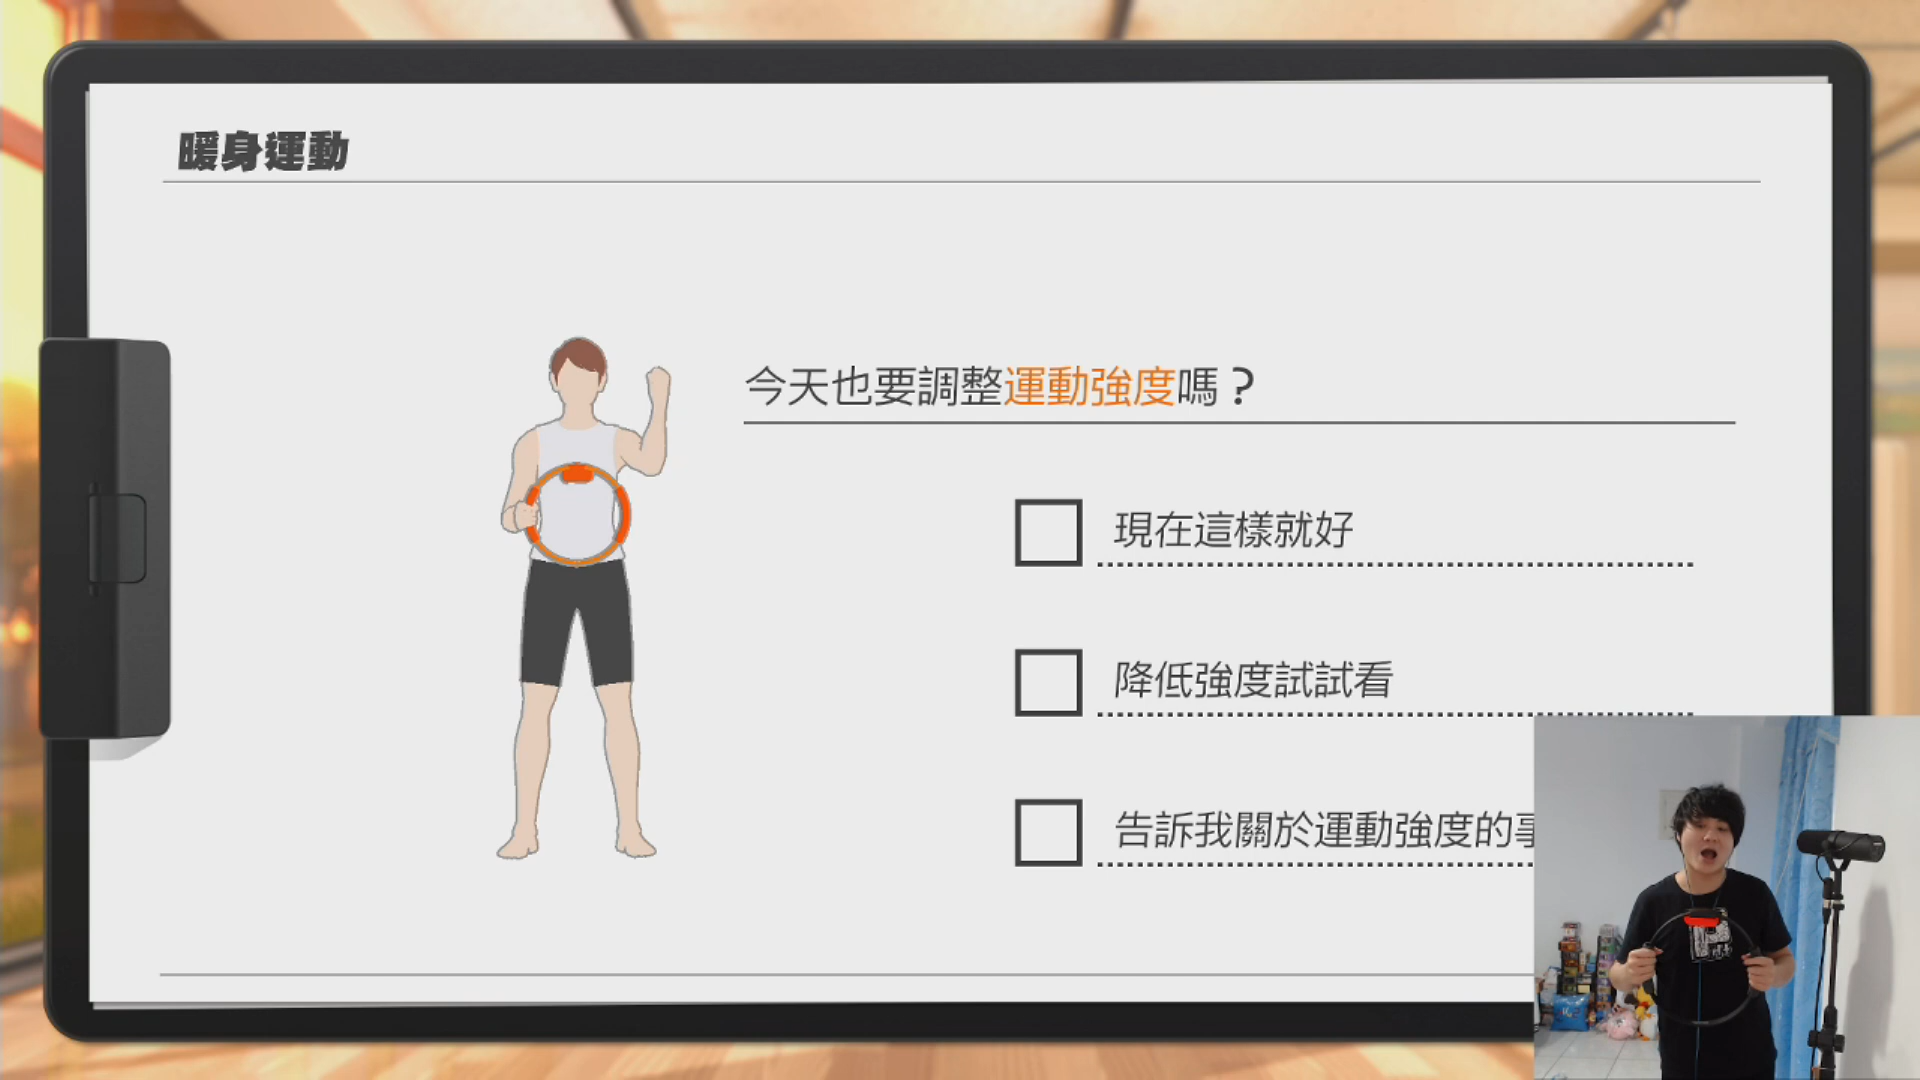 暖身運動
今天也要調整運動強度嗎？
現在這樣就好
降低強度試試看
告訴我關於運動強度的